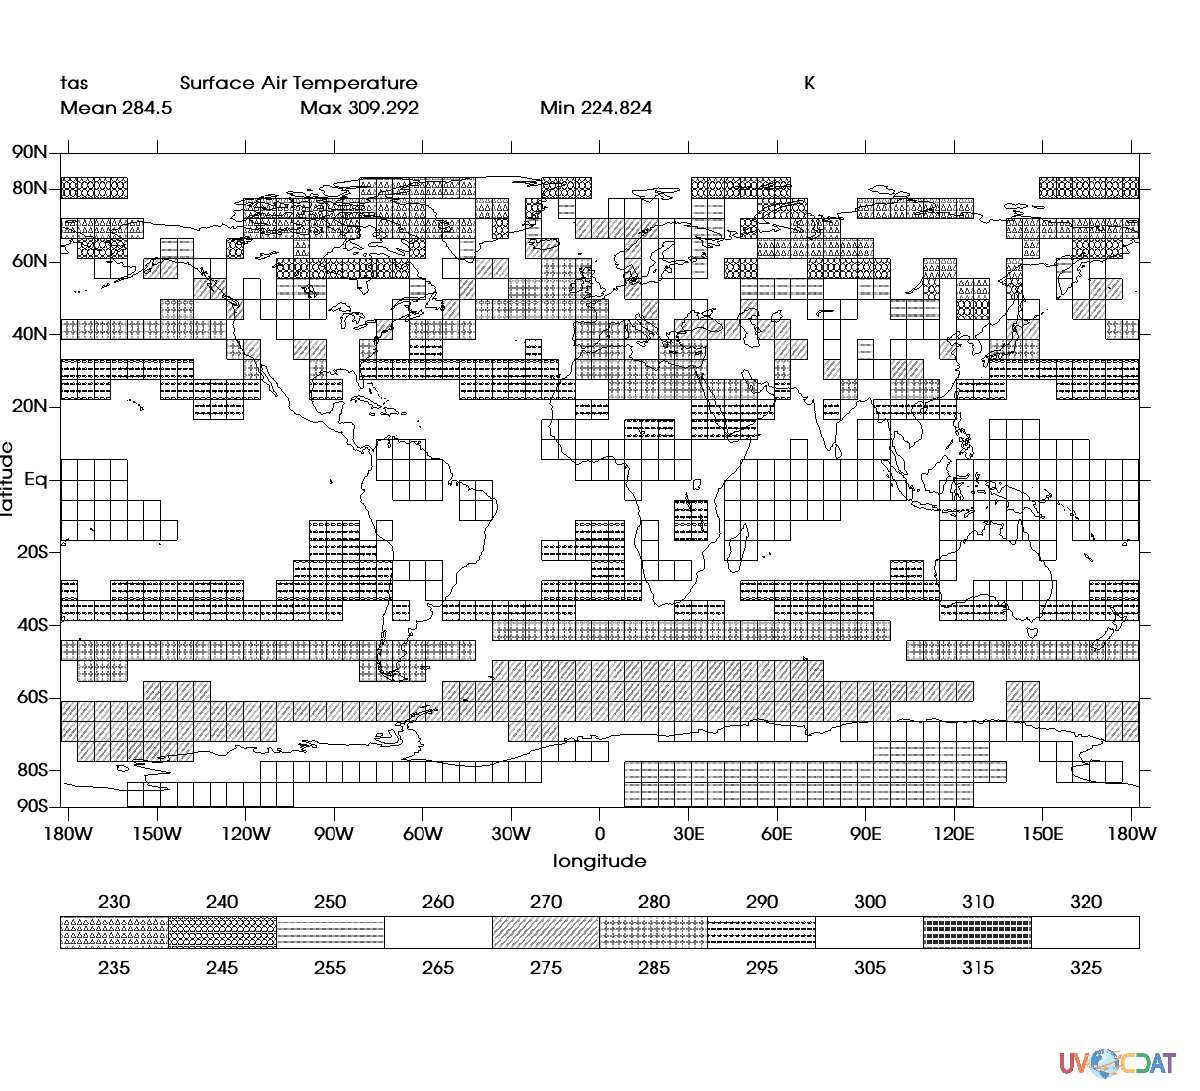 tas Surface Air Temperature K
Mean 284.5 Max 309.292 Min 224.824
90N
80N
60N
40N
20N
Eq
20S
40S
60S
80S
90S
latitude
180W 150W 120W 90W 60W 30W 0 30E 60E 90E 120E 150E 180W
longitude
230 240 250 260 270 280 290 300 310 320
235 245 255 265 275 285 295 305 315 325
UV CDAT